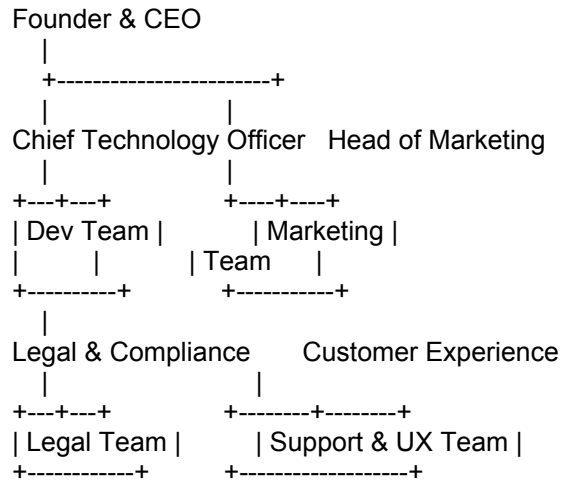 Founder & CEO
|
+------------------------+
| |
Chief Technology Officer Head of Marketing
| |
+---+---+ +----+----+
| Dev Team | | Marketing |
| | | Team |
+----------+ +-----------+
|
Legal & Compliance Customer Experience
| |
+---+---+ +--------+--------+
| Legal Team | | Support & UX Team |
+------------+ +-------------------+